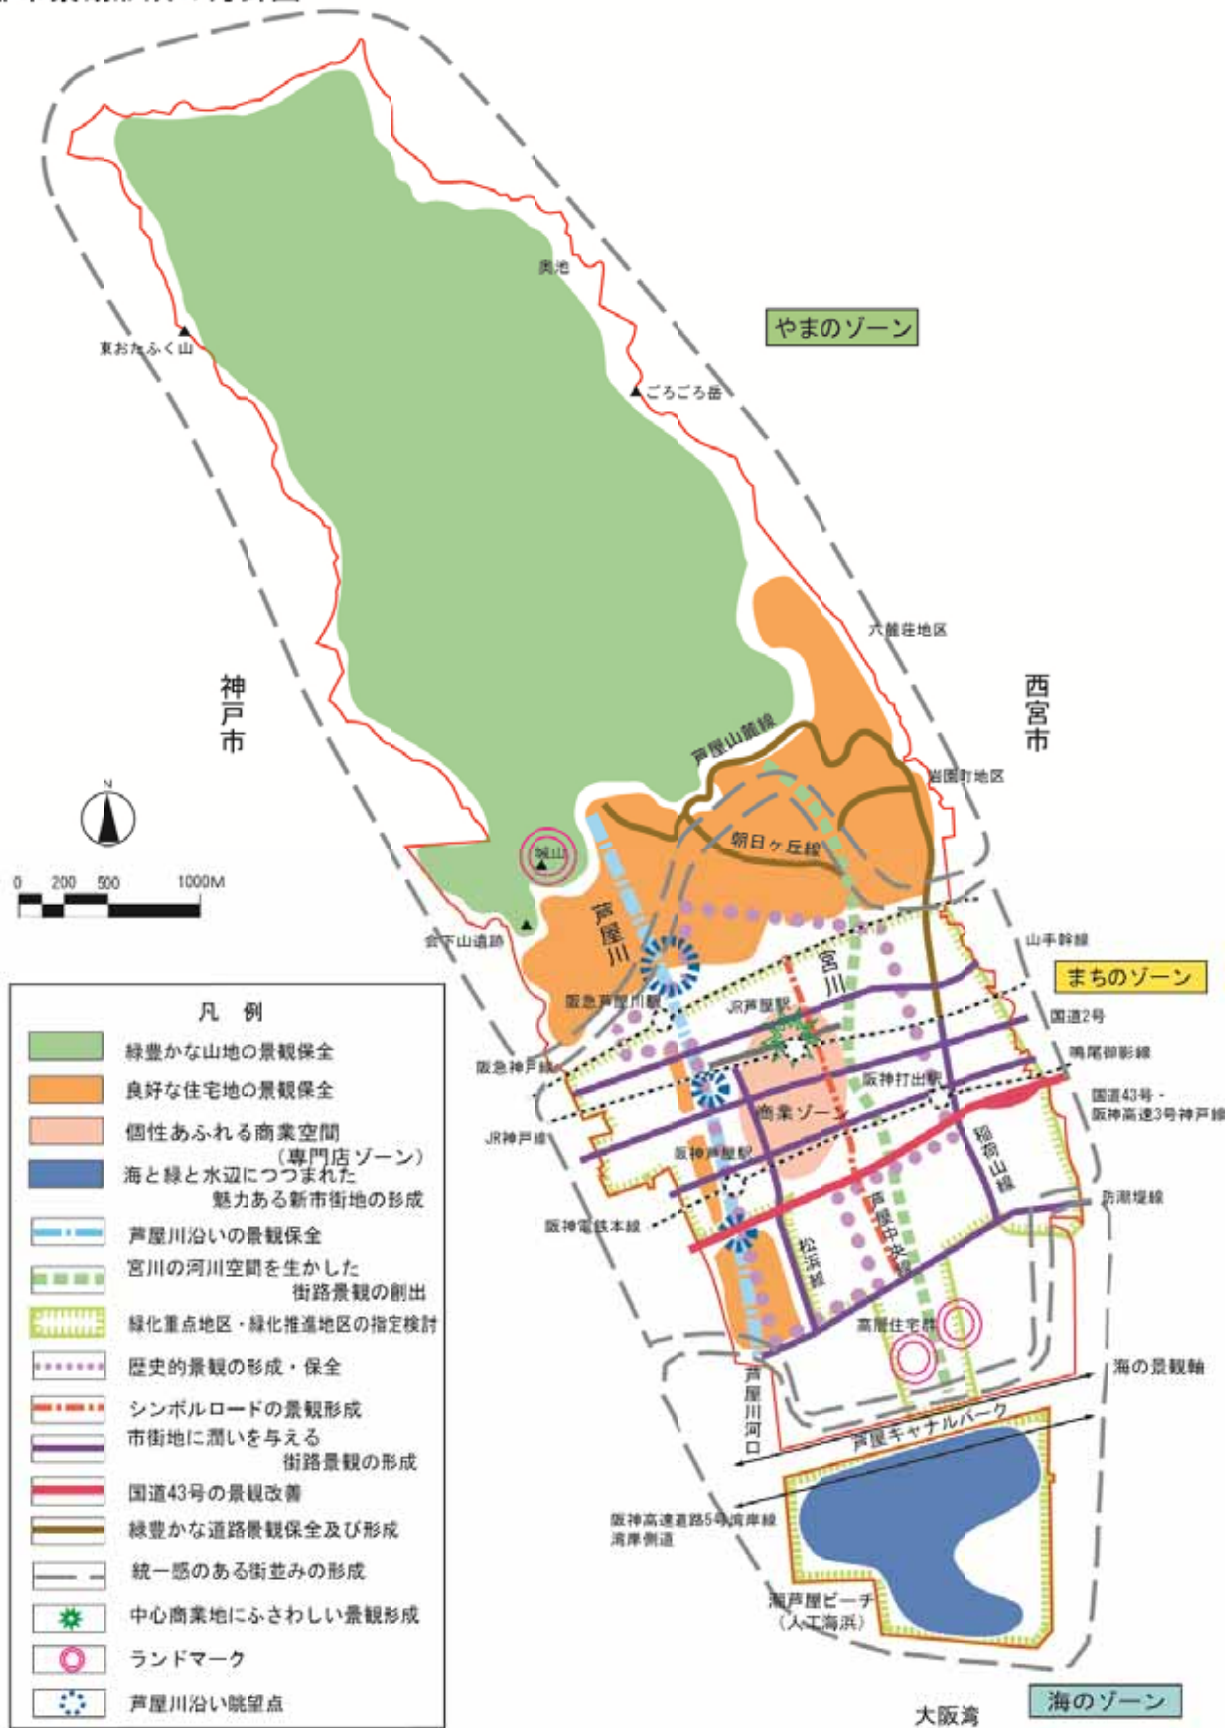 奥池
やまのゾーン
東おたふく山
ごろごろ岳
六麓荘地区
神戸市
西宮市
芦屋山麓線
岩園町地区
N
朝日ヶ丘線
城山
0 200 500 1000M
芦屋川
会下山遺跡
宮川
山手幹線
まちのゾーン
阪急芦屋川駅
JR芦屋駅
国道2号
鳴尾御影線
阪急神戸線
阪神打出駅
国道43号・
阪神高速3号神戸線
商業ゾーン
JR神戸線
阪神芦屋駅
稲荷山線
防潮堤線
阪神電鉄本線
松浜線
芦屋中央線
高層住宅群
海の景観軸
芦屋川河口
芦屋キャナルパーク
阪神高速道路5号湾岸線
湾岸側道
潮芦屋ビーチ
（人工海浜）
海のゾーン
大阪湾
凡 例
緑豊かな山地の景観保全
良好な住宅地の景観保全
個性あふれる商業空間
（専門店ゾーン）
海と緑と水辺につつまれた
魅力ある新市街地の形成
芦屋川沿いの景観保全
宮川の河川空間を生かした
街路景観の創出
緑化重点地区・緑化推進地区の指定検討
歴史的景観の形成・保全
シンボルロードの景観形成
市街地に潤いを与える
街路景観の形成
国道43号の景観改善
緑豊かな道路景観保全及び形成
統一感のある街並みの形成
中心商業地にふさわしい景観形成
ランドマーク
芦屋川沿い眺望点